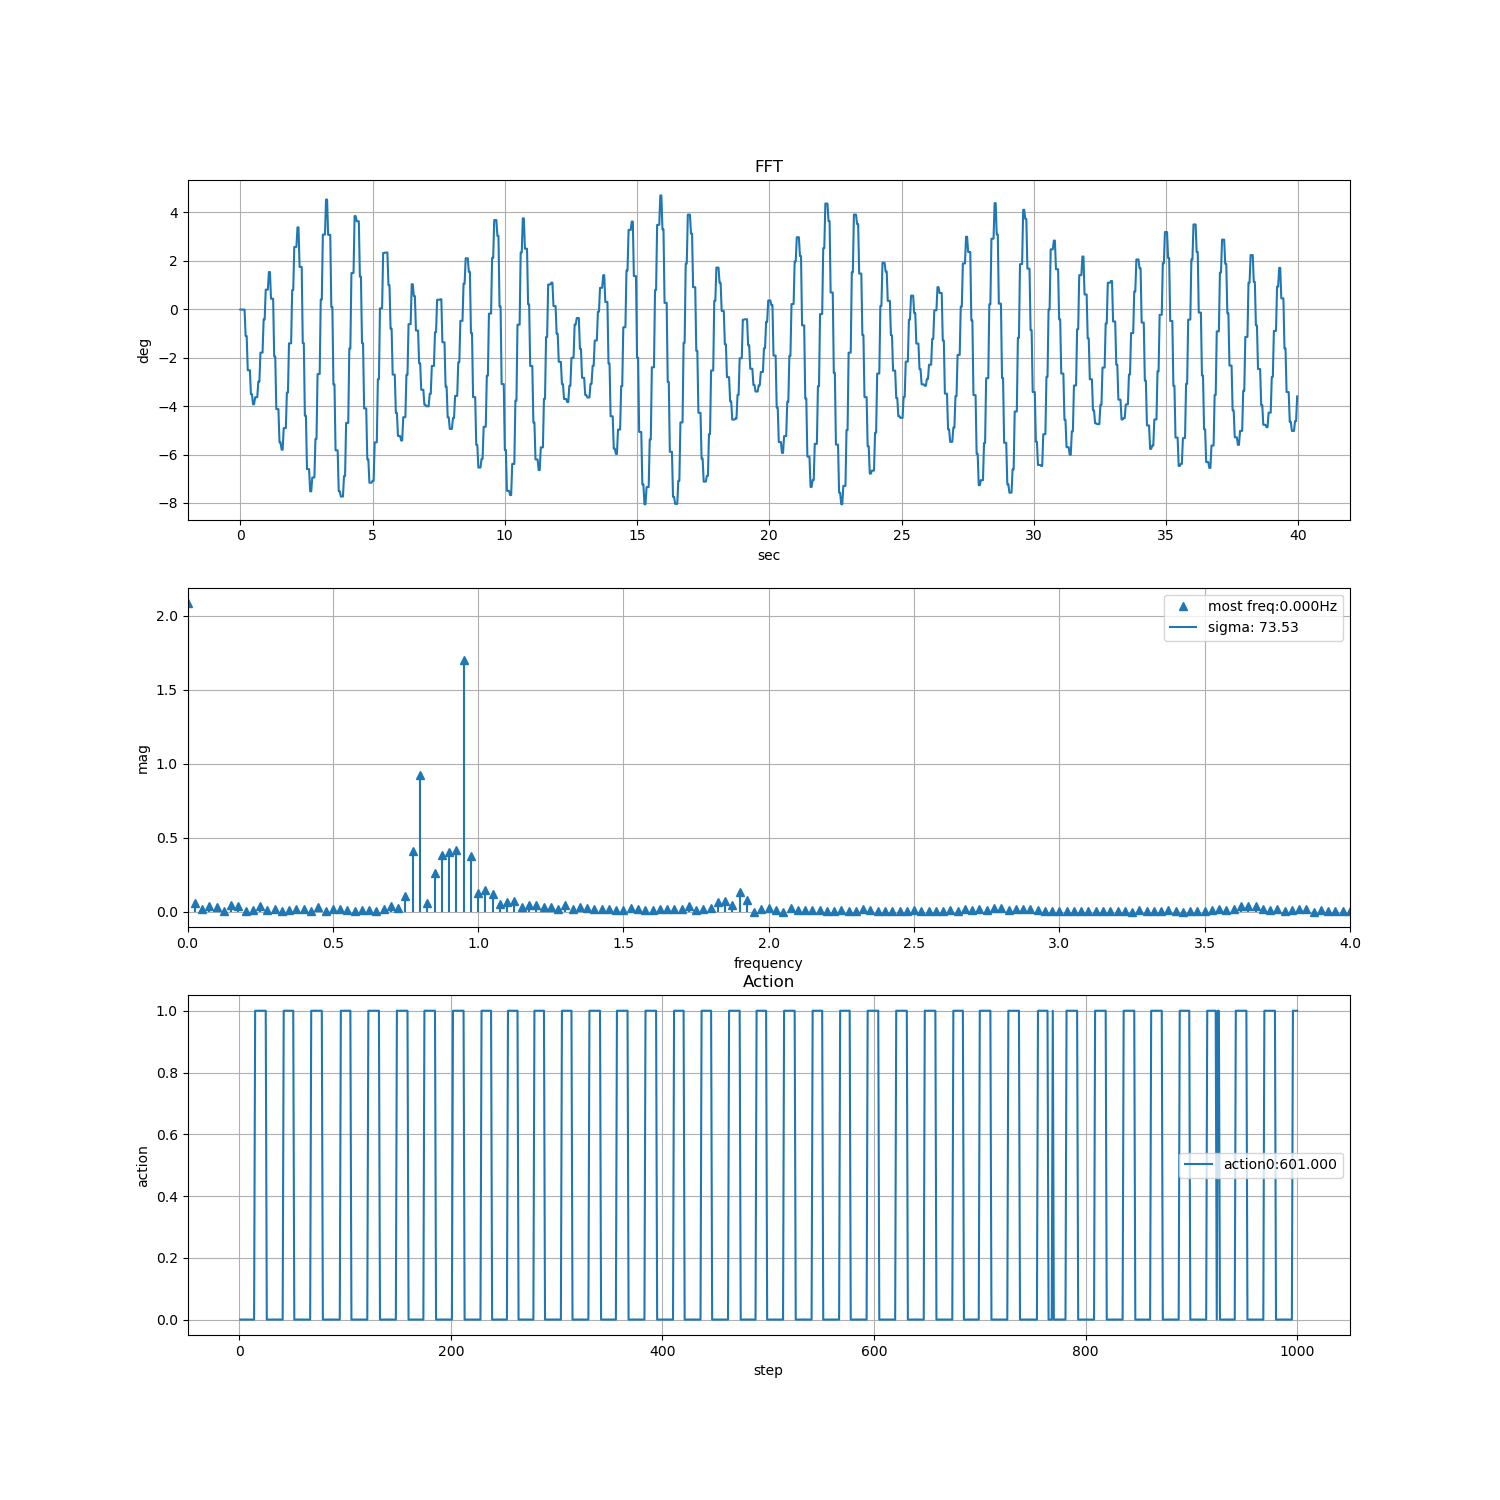 FFT
4
2
0
−2
−4
−6
−8
deg
0 5 10 15 20 25 30 35 40
sec
2.0
1.5
1.0
0.5
0.0
mag
most freq:0.000Hz
sigma: 73.53
0.0 0.5 1.0 1.5 2.0 2.5 3.0 3.5 4.0
frequency
Action
1.0
0.8
0.6
0.4
0.2
0.0
action
action0:601.000
0 200 400 600 800 1000
step